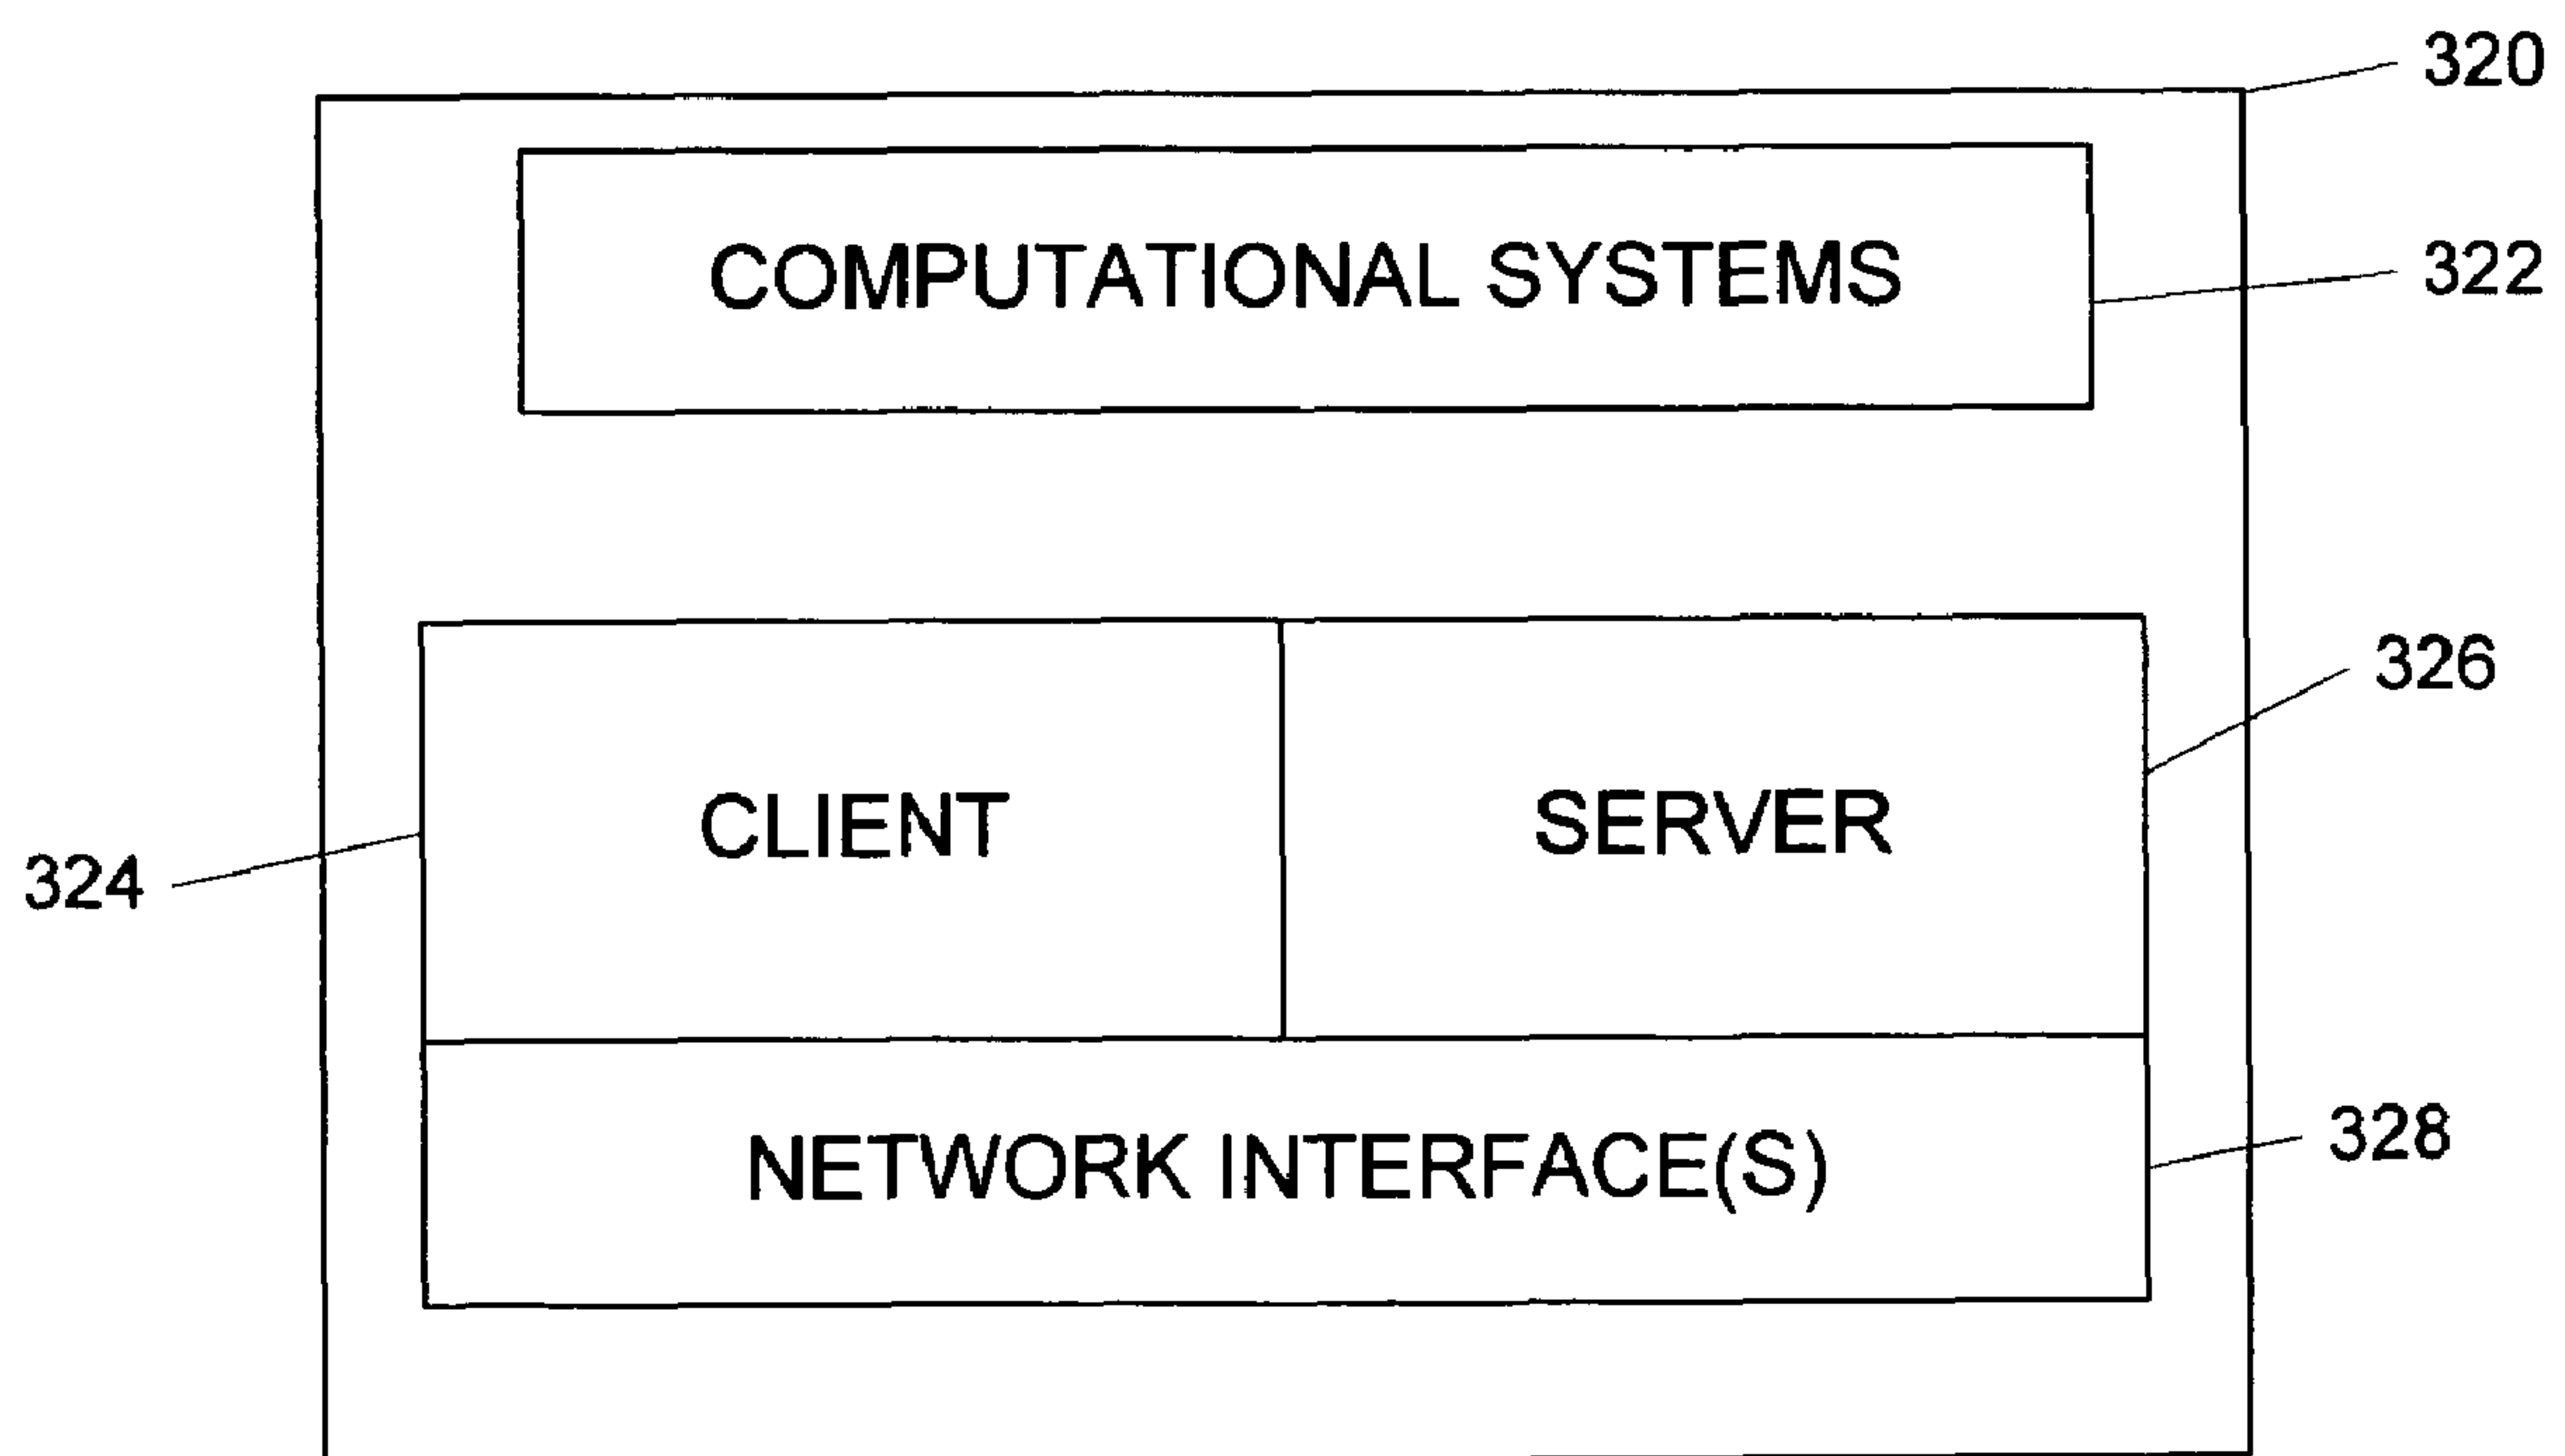 320
COMPUTATIONAL SYSTEMS
322
326
CLIENT
SERVER
324
NETWORK INTERFACE(S)
328